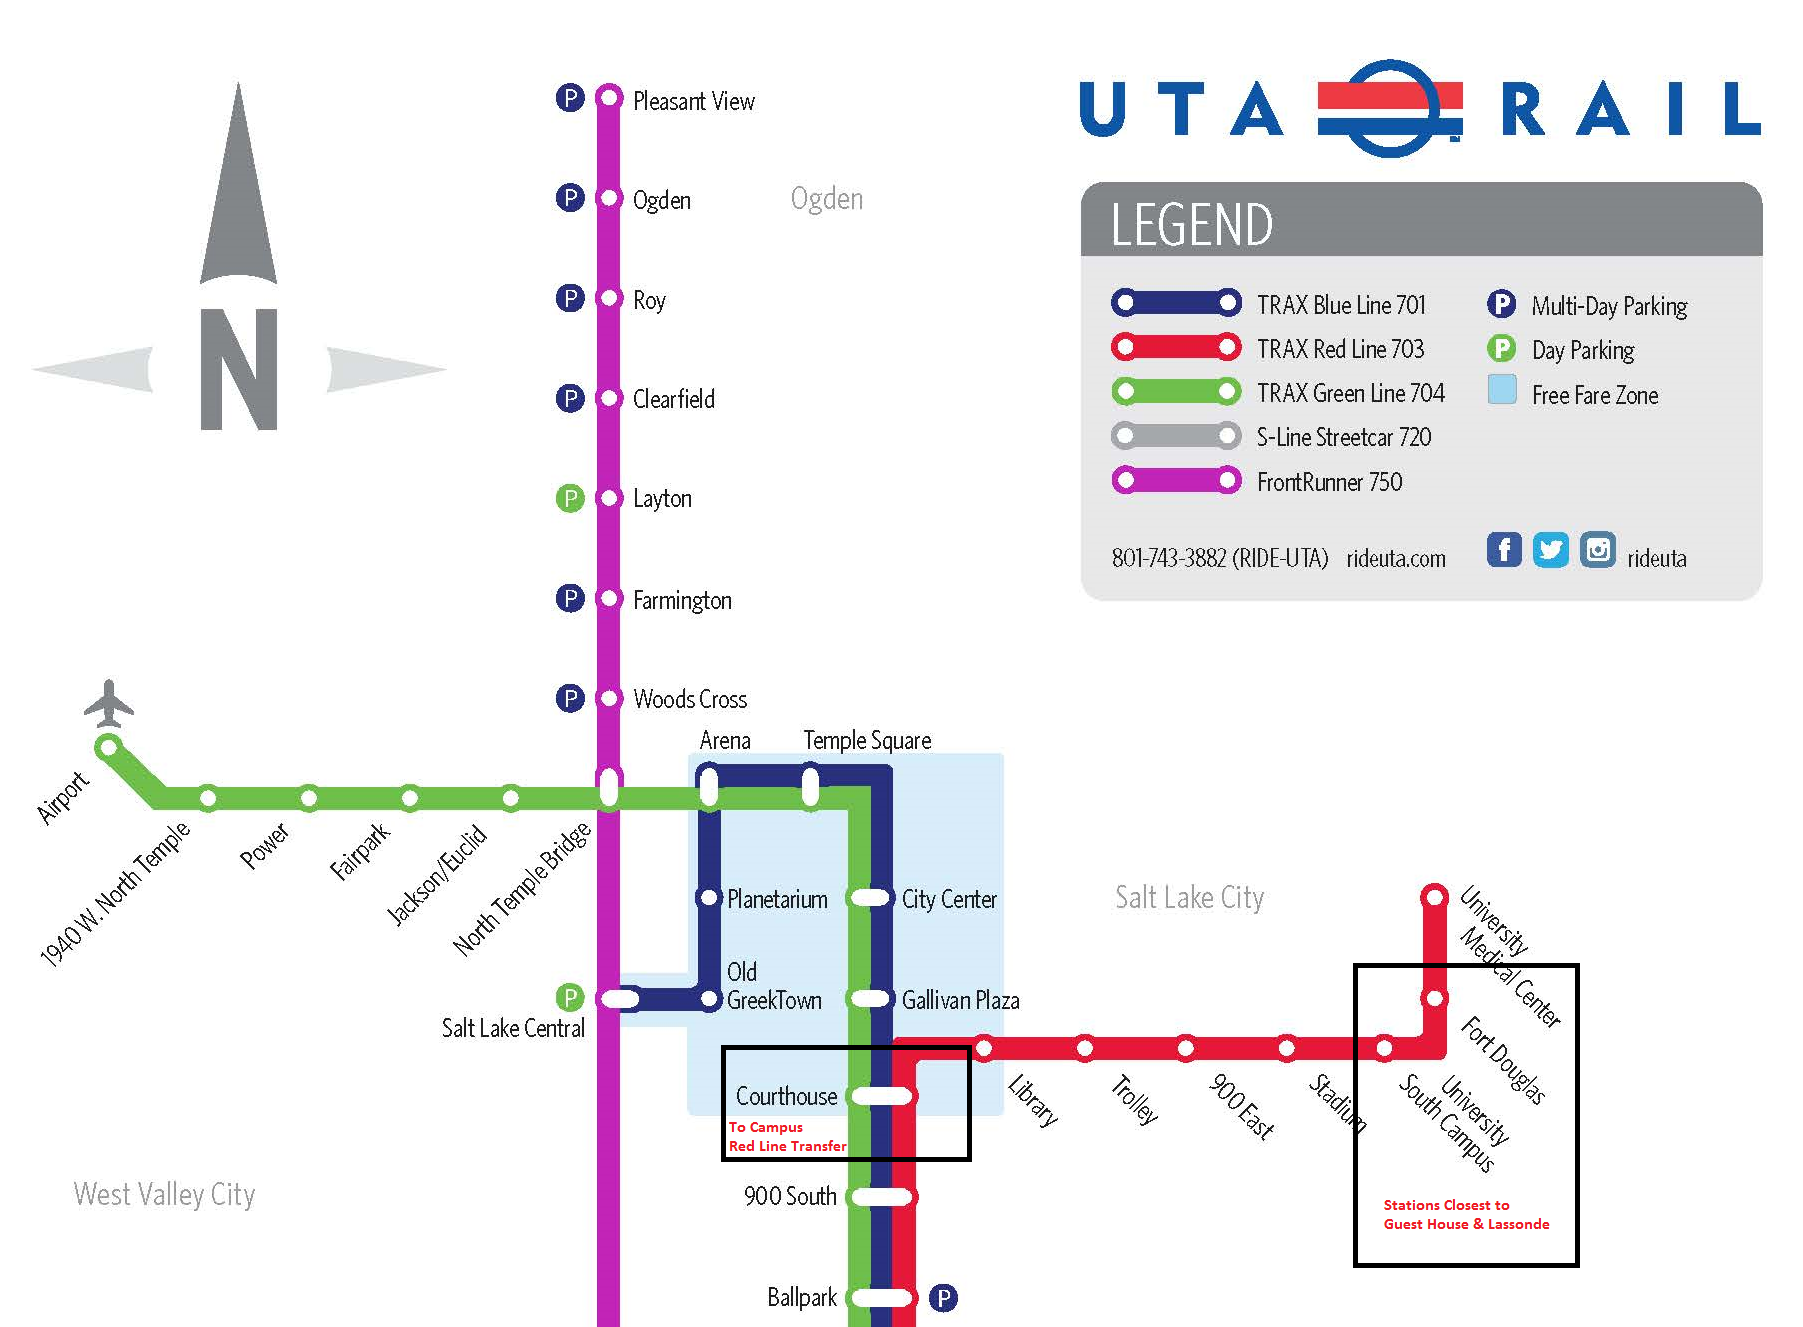 UTA RAIL
LEGEND
TRAX Blue Line 701
TRAX Red Line 703
TRAX Green Line 704
S-Line Streetcar 720
FrontRunner 750
P Multi-Day Parking
P Day Parking
Free Fare Zone
801-743-3882 (RIDE-UTA) rideuta.com
f rideuta
N
P Pleasant View
P Ogden
Ogden
P Roy
P Clearfield
P Layton
P Farmington
P Woods Cross
Arena
Temple Square
Airport
1940 W. North Temple
Power
Fairpark
Jackson/Euclid
North Temple Bridge
Planetarium
City Center
Salt Lake City
Old
GreekTown
Gallivan Plaza
P
Salt Lake Central
University
Medical Center
Fort Douglas
University
South Campus
Stadium
900 East
Trolley
Library
Courthouse
To Campus
Red Line Transfer
900 South
West Valley City
Stations Closest to
Guest House & Lassonde
Ballpark P